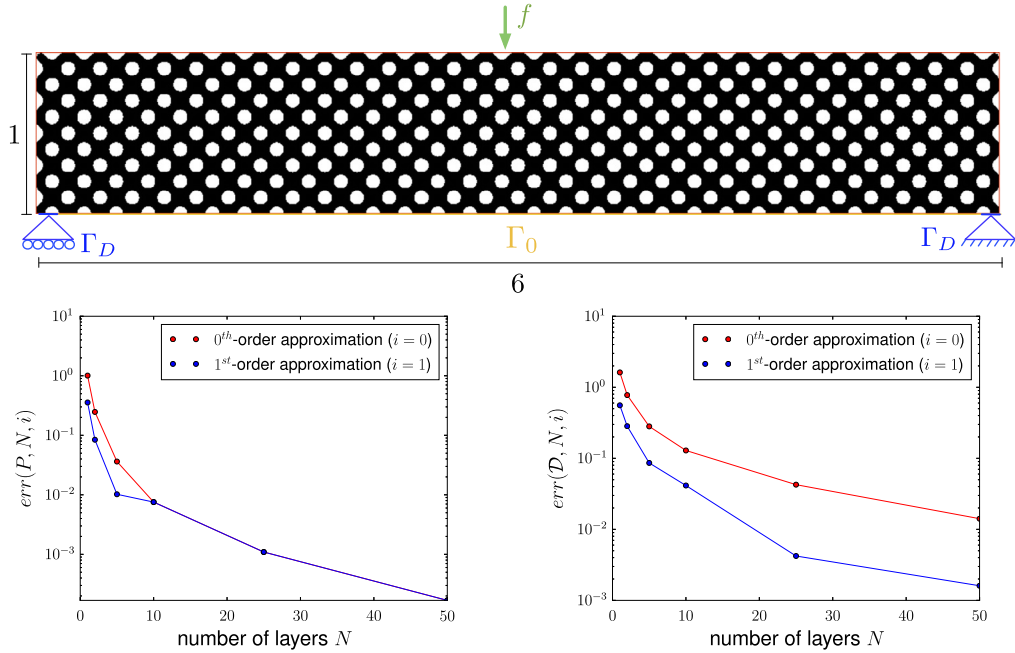 f
1
Γ_D
Γ_0
Γ_D
6
10^1
10^0
10^{-1}
10^{-2}
10^{-3}
0 10 20 30 40 50
err(P, N, i)
number of layers N
0^{th}-order approximation (i = 0)
1^{st}-order approximation (i = 1)
10^1
10^0
10^{-1}
10^{-2}
10^{-3}
0 10 20 30 40 50
err(𝒟, N, i)
number of layers N
0^{th}-order approximation (i = 0)
1^{st}-order approximation (i = 1)